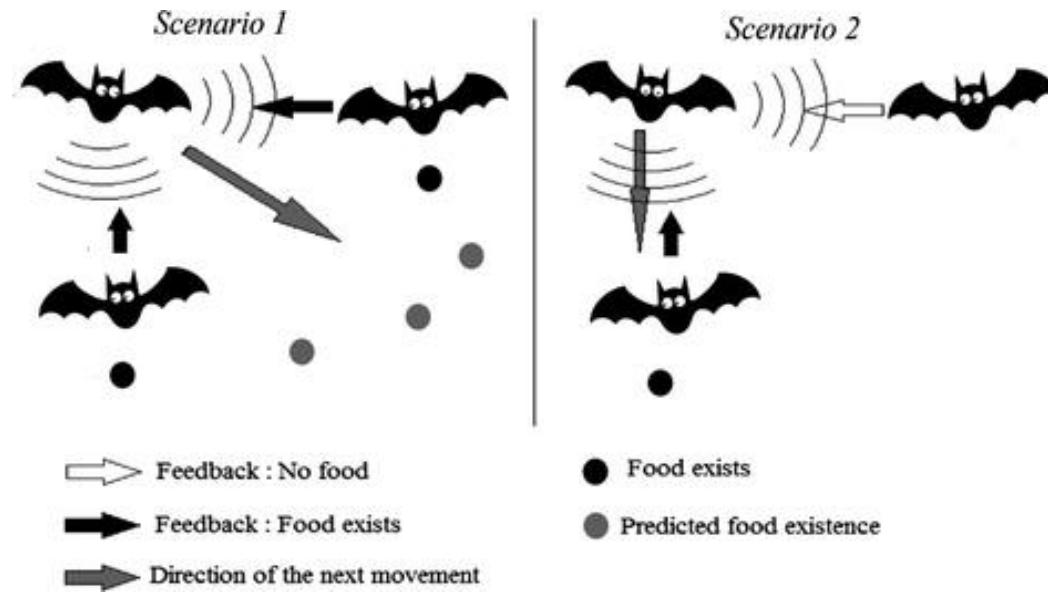 Scenario 1
Scenario 2
Feedback : No food
Feedback : Food exists
Direction of the next movement
Food exists
Predicted food existence